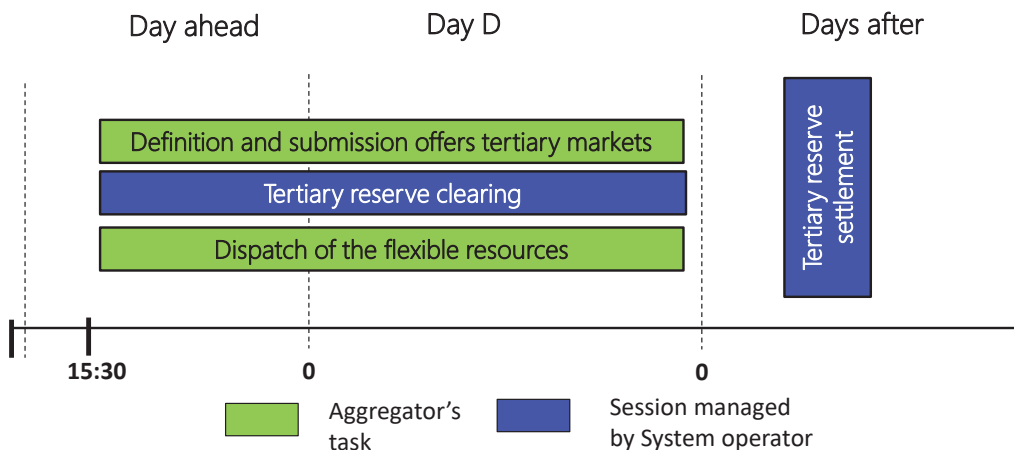 Day ahead
Day D
Days after
Definition and submission offers tertiary markets
Tertiary reserve clearing
Dispatch of the flexible resources
Tertiary reserve
settlement
15:30
0
0
Aggregator's
task
Session managed
by System operator